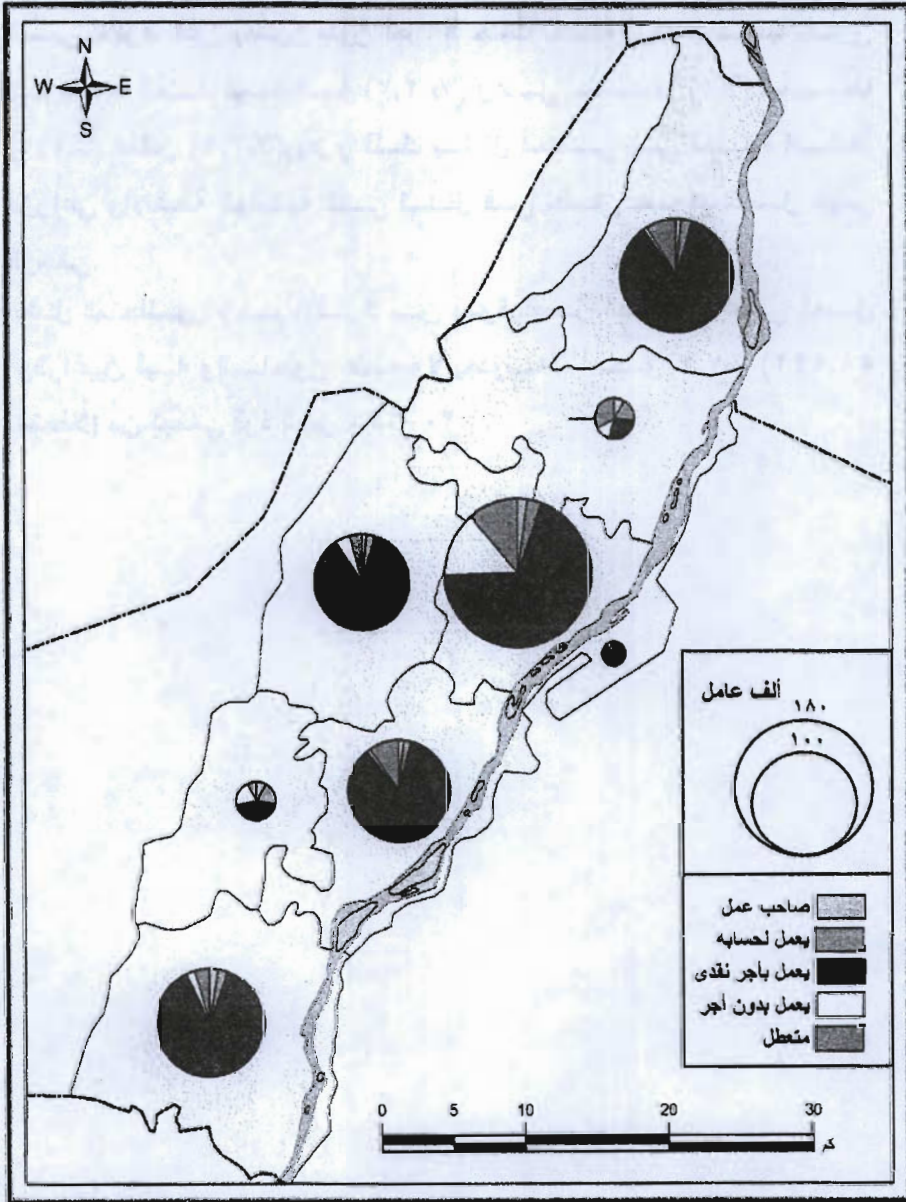 N
W E
S
ألف عامل
١٨٠
١٠٠
صاحب عمل
يعمل لحسابه
يعمل بأجر نقدى
يعمل بدون أجر
متعطل
0 5 10 20 30
كم